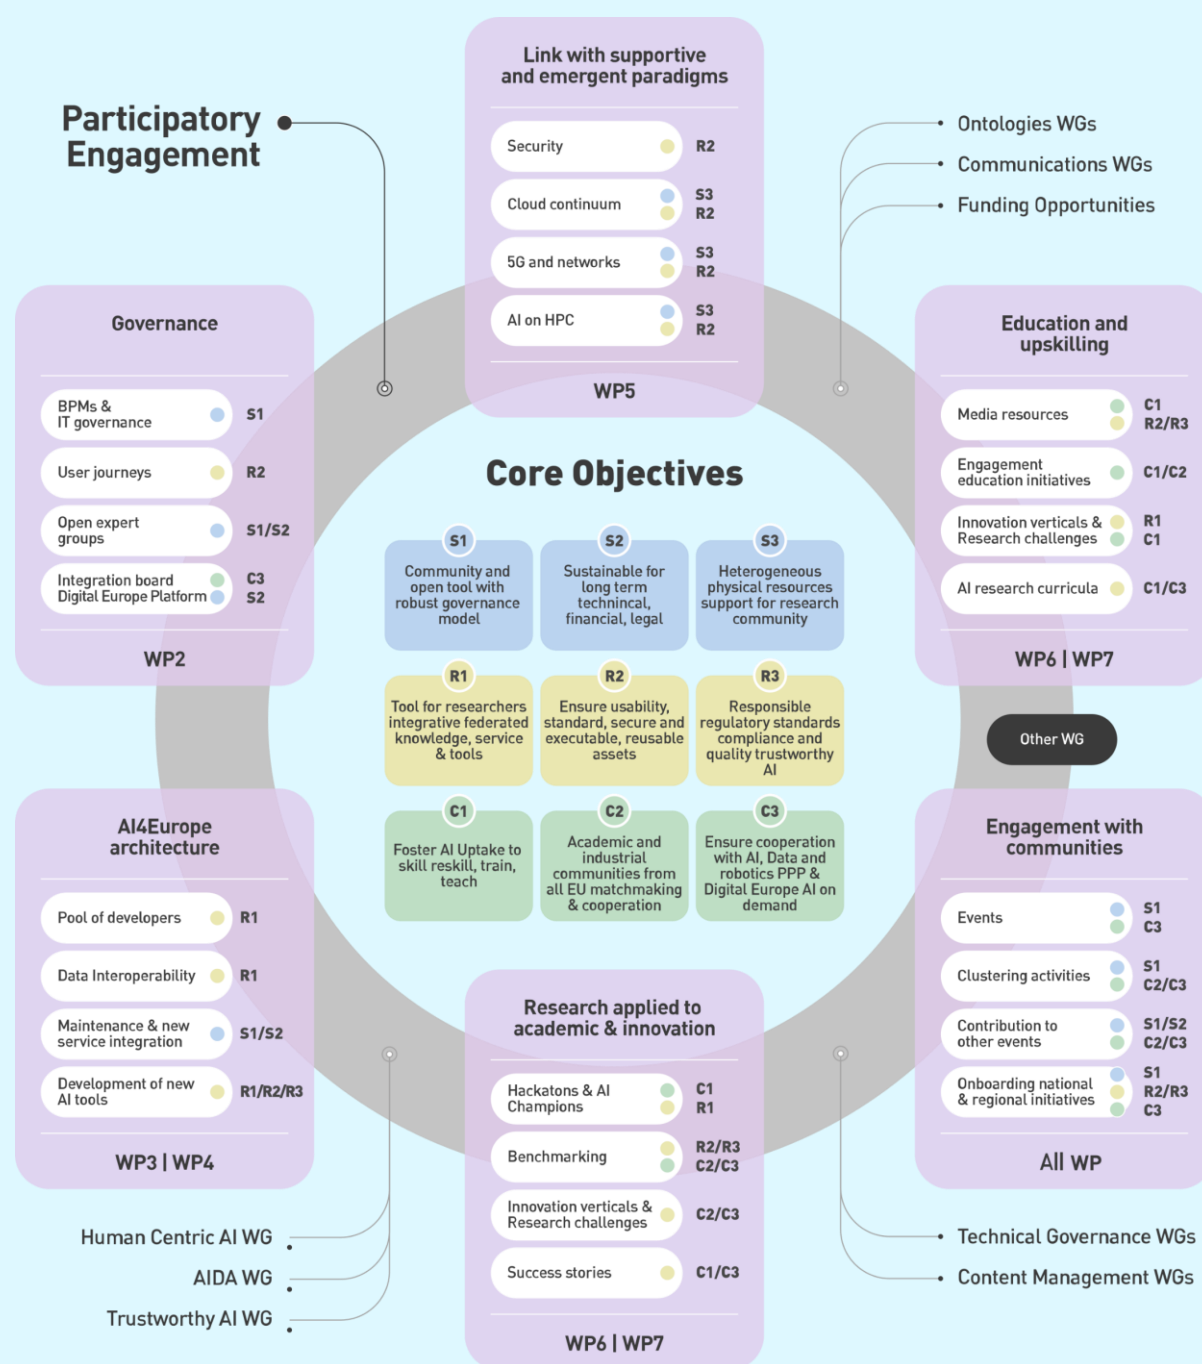 Participatory
Engagement
Link with supportive
and emergent paradigms
Security
R2
Cloud continuum
S3
R2
5G and networks
S3
R2
AI on HPC
S3
R2
WP5
Ontologies WGs
Communications WGs
Funding Opportunities
Governance
BPMs &
IT governance
S1
User journeys
R2
Open expert
groups
S1/S2
Integration board
Digital Europe Platform
C3
S2
WP2
Education and
upskilling
Media resources
C1
R2/R3
Engagement
education initiatives
C1/C2
Innovation verticals &
Research challenges
R1
C1
AI research curricula
C1/C3
WP6 | WP7
Core Objectives
S1
Community and
open tool with
robust governance
model
S2
Sustainable for
long term
technincal,
financial, legal
S3
Heterogeneous
physical resources
support for research
community
R1
Tool for researchers
integrative federated
knowledge, service
& tools
R2
Ensure usability,
standard, secure and
executable, reusable
assets
R3
Responsible
regulatory standards
compliance and
quality trustworthy
AI
C1
Foster AI Uptake to
skill reskill, train,
teach
C2
Academic and
industrial
communities from
all EU matchmaking
& cooperation
C3
Ensure cooperation
with AI, Data and
robotics PPP &
Digital Europe AI on
demand
Other WG
AI4Europe
architecture
Pool of developers
R1
Data Interoperability
R1
Maintenance & new
service integration
S1/S2
Development of new
AI tools
R1/R2/R3
WP3 | WP4
Engagement with
communities
Events
S1
C3
Clustering activities
S1
C2/C3
Contribution to
other events
S1/S2
C2/C3
Onboarding national
& regional initiatives
S1
R2/R3
C3
All WP
Research applied to
academic & innovation
Hackatons & AI
Champions
C1
R1
Benchmarking
R2/R3
C2/C3
Innovation verticals &
Research challenges
C2/C3
Success stories
C1/C3
WP6 | WP7
Human Centric AI WG
AIDA WG
Trustworthy AI WG
Technical Governance WGs
Content Management WGs